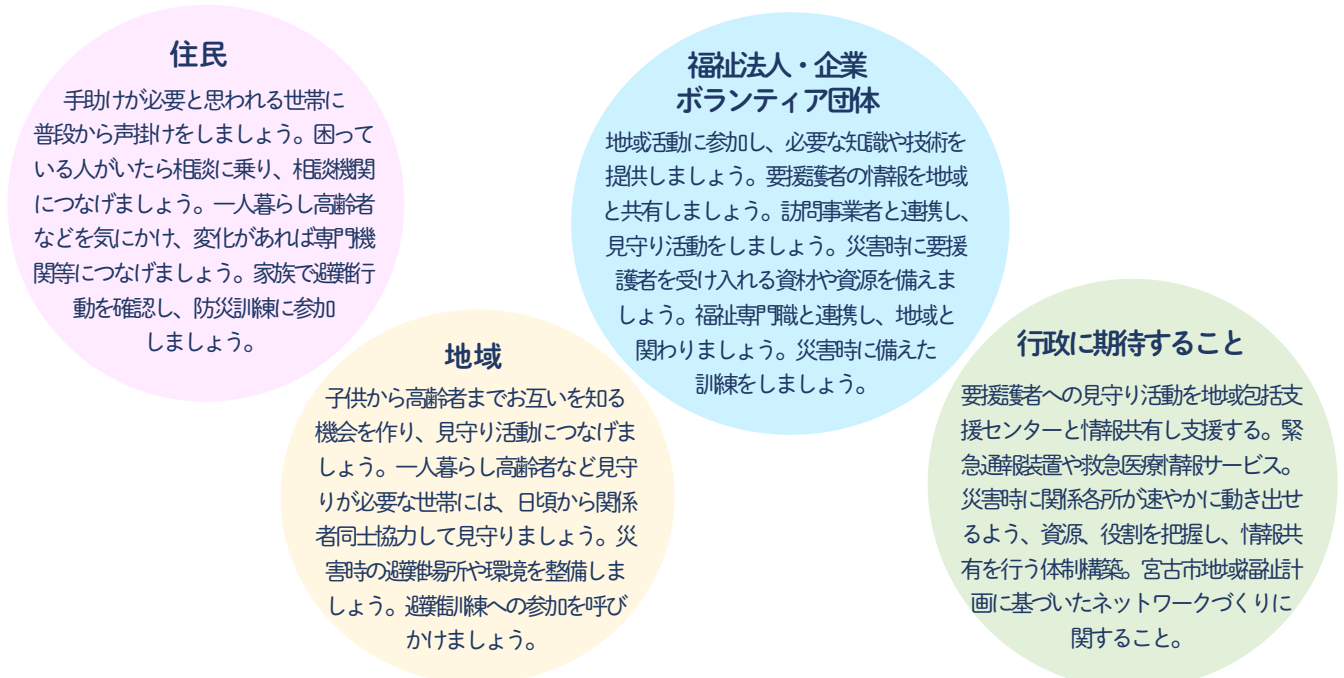 住民
手助けが必要と思われる世帯に
普段から声掛けをしましょう。困って
いる人がいたら相談に乗り、相談機関
につなげましょう。一人暮らし高齢者
などを気にかけ、変化があれば専門機
関等につなげましょう。家族で避難行
動を確認し、防災訓練に参加
しましょう。
地域
子供から高齢者までお互いを知る
機会を作り、見守り活動につなげま
しょう。一人暮らし高齢者など見守
りが必要な世帯には、日頃から関係
者同士協力して見守りましょう。災
害時の避難場所や環境を整備しま
しょう。避難訓練への参加を呼び
かけましょう。
福祉法人・企業
ボランティア団体
地域活動に参加し、必要な知識や技術を
提供しましょう。要援護者の情報を地域
と共有しましょう。訪問事業者と連携し、
見守り活動をしましょう。災害時に要援
護者を受け入れる資材や資源を備えま
しょう。福祉専門職と連携し、地域と
関わりましょう。災害時に備えた
訓練をしましょう。
行政に期待すること
要援護者への見守り活動を地域包括支
援センターと情報共有し支援する。緊
急通報装置や救急医療情報サービス。
災害時に関係各所が速やかに動き出せ
るよう、資源、役割を把握し、情報共
有を行う体制構築。宮古市地域福祉計
画に基づいたネットワークづくりに
関すること。